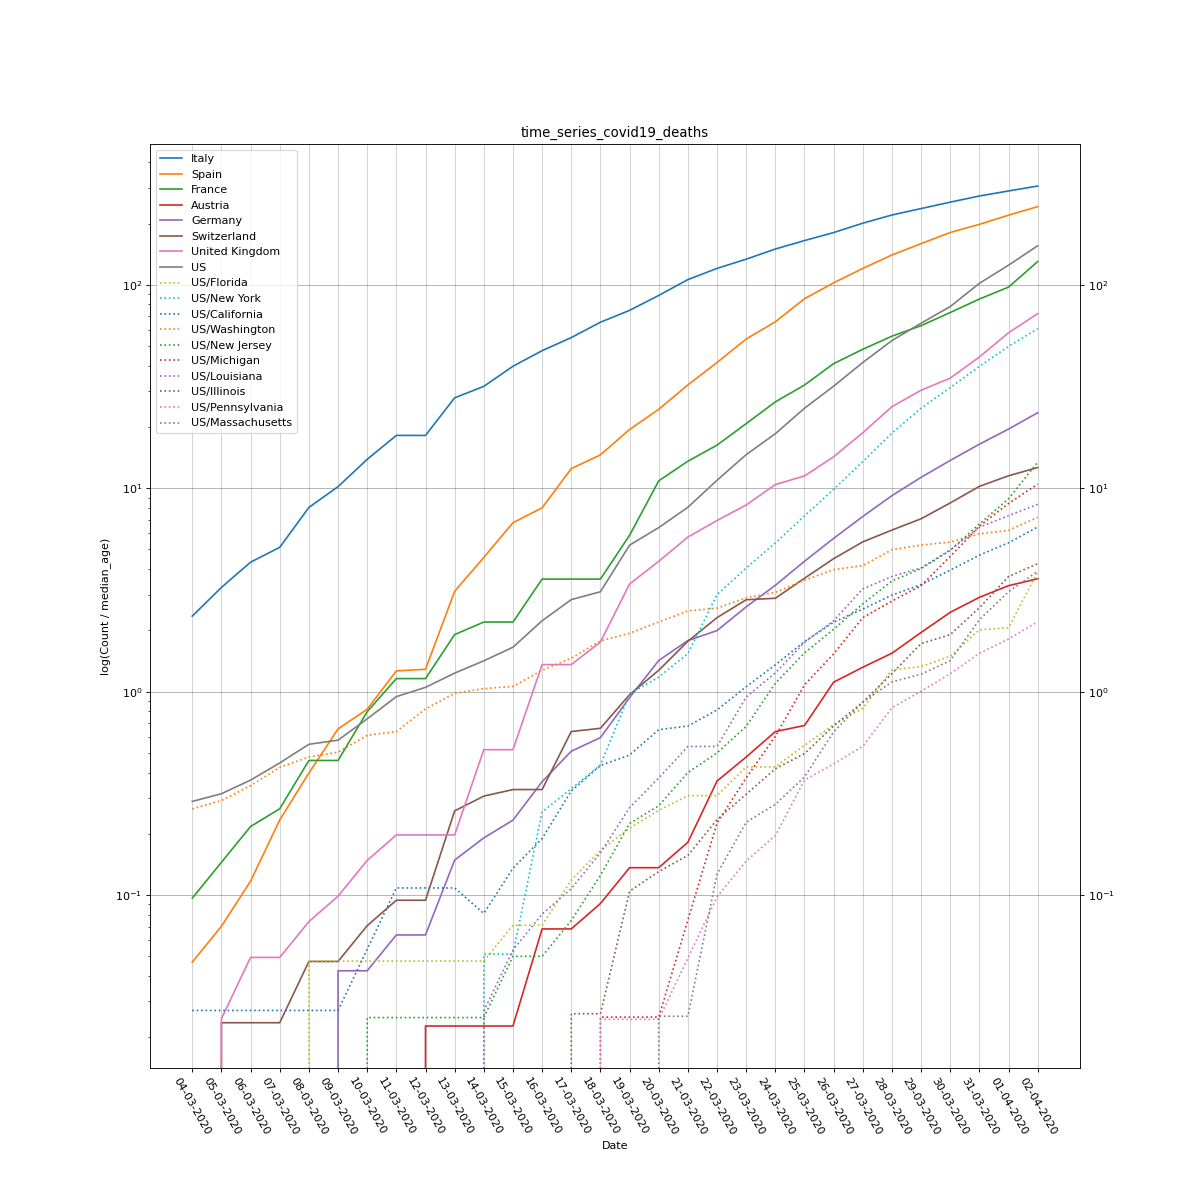 time_series_covid19_deaths
Italy
Spain
France
Austria
Germany
Switzerland
United Kingdom
US
US/Florida
US/New York
US/California
US/Washington
US/New Jersey
US/Michigan
US/Louisiana
US/Illinois
US/Pennsylvania
US/Massachusetts
10² 10²
10¹ 10¹
10⁰ 10⁰
10⁻¹ 10⁻¹
log(Count / median_age)
04-03-2020
05-03-2020
06-03-2020
07-03-2020
08-03-2020
09-03-2020
10-03-2020
11-03-2020
12-03-2020
13-03-2020
14-03-2020
15-03-2020
16-03-2020
17-03-2020
18-03-2020
19-03-2020
20-03-2020
21-03-2020
22-03-2020
23-03-2020
24-03-2020
25-03-2020
26-03-2020
27-03-2020
28-03-2020
29-03-2020
30-03-2020
31-03-2020
01-04-2020
02-04-2020
Date